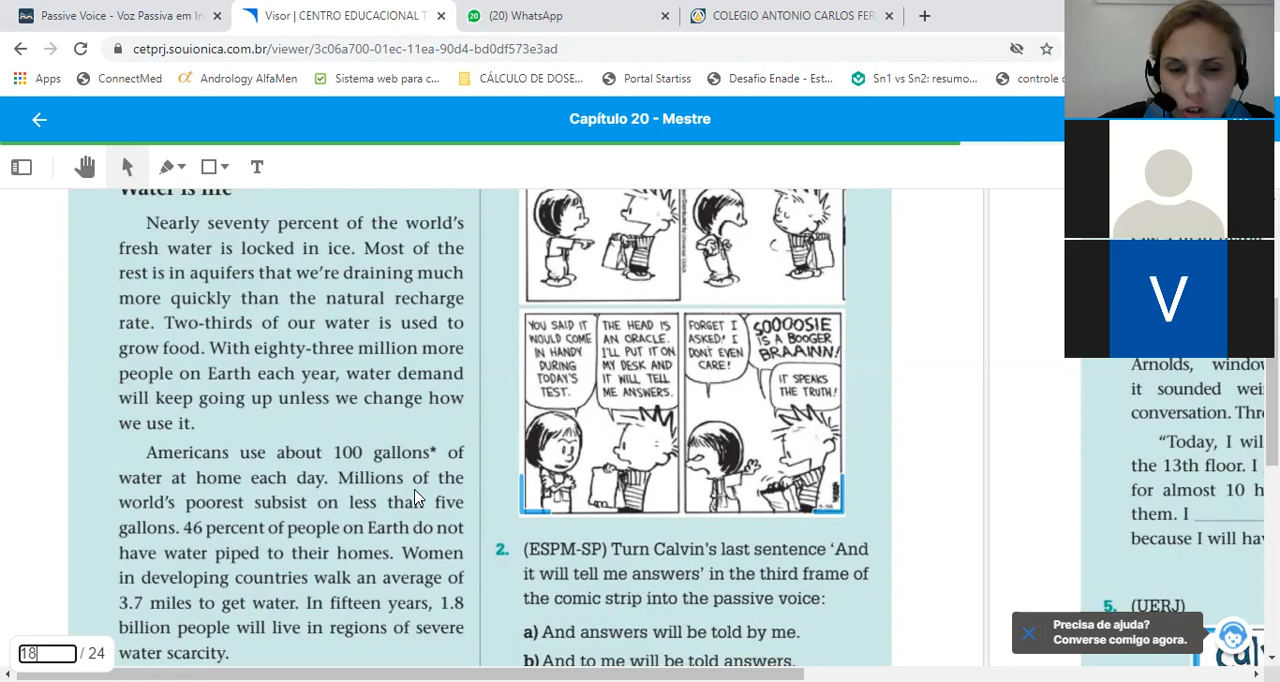 Passive Voice - Voz Passiva em In
Visor | CENTRO EDUCACIONAL T
(20) WhatsApp
COLEGIO ANTONIO CARLOS FER
cetprj.souionica.com.br/viewer/3c06a700-01ec-11ea-90d4-bd0df573e3ad
Apps
ConnectMed
Andrology AlfaMen
Sistema web para c...
CÁLCULO DE DOSE...
Portal Startiss
Desafio Enade - Est...
Sn1 vs Sn2: resumo...
controle
Capítulo 20 - Mestre
Water is life
Nearly seventy percent of the world's
fresh water is locked in ice. Most of the
rest is in aquifers that we're draining much
more quickly than the natural recharge
rate. Two-thirds of our water is used to
grow food. With eighty-three million more
people on Earth each year, water demand
will keep going up unless we change how
we use it.
Americans use about 100 gallons* of
water at home each day. Millions of the
world's poorest subsist on less than five
gallons. 46 percent of people on Earth do not
have water piped to their homes. Women
in developing countries walk an average of
3.7 miles to get water. In fifteen years, 1.8
billion people will live in regions of severe
water scarcity.
YOU SAID IT
WOULD COME
IN HANDY
DURING
TODAY'S
TEST.
THE HEAD IS
AN ORACLE.
I'LL PUT IT ON
MY DESK AND
IT WILL TELL
ME ANSWERS.
FORGET I
ASKED! I
DON'T EVEN
CARE!
SOOOOSIE
IS A BOOGER
BRAAINN!
IT SPEAKS
THE TRUTH!
2. (ESPM-SP) Turn Calvin's last sentence 'And
it will tell me answers' in the third frame of
the comic strip into the passive voice:
a) And answers will be told by me.
b) And to me will be told answers.
Arnolds, windo
it sounded wei
conversation. Thr
"Today, I wil
the 13th floor. I
for almost 10 h
them. I
because I will ha
5. (UERJ)
Precisa de ajuda?
Converse comigo agora.
18 / 24
V